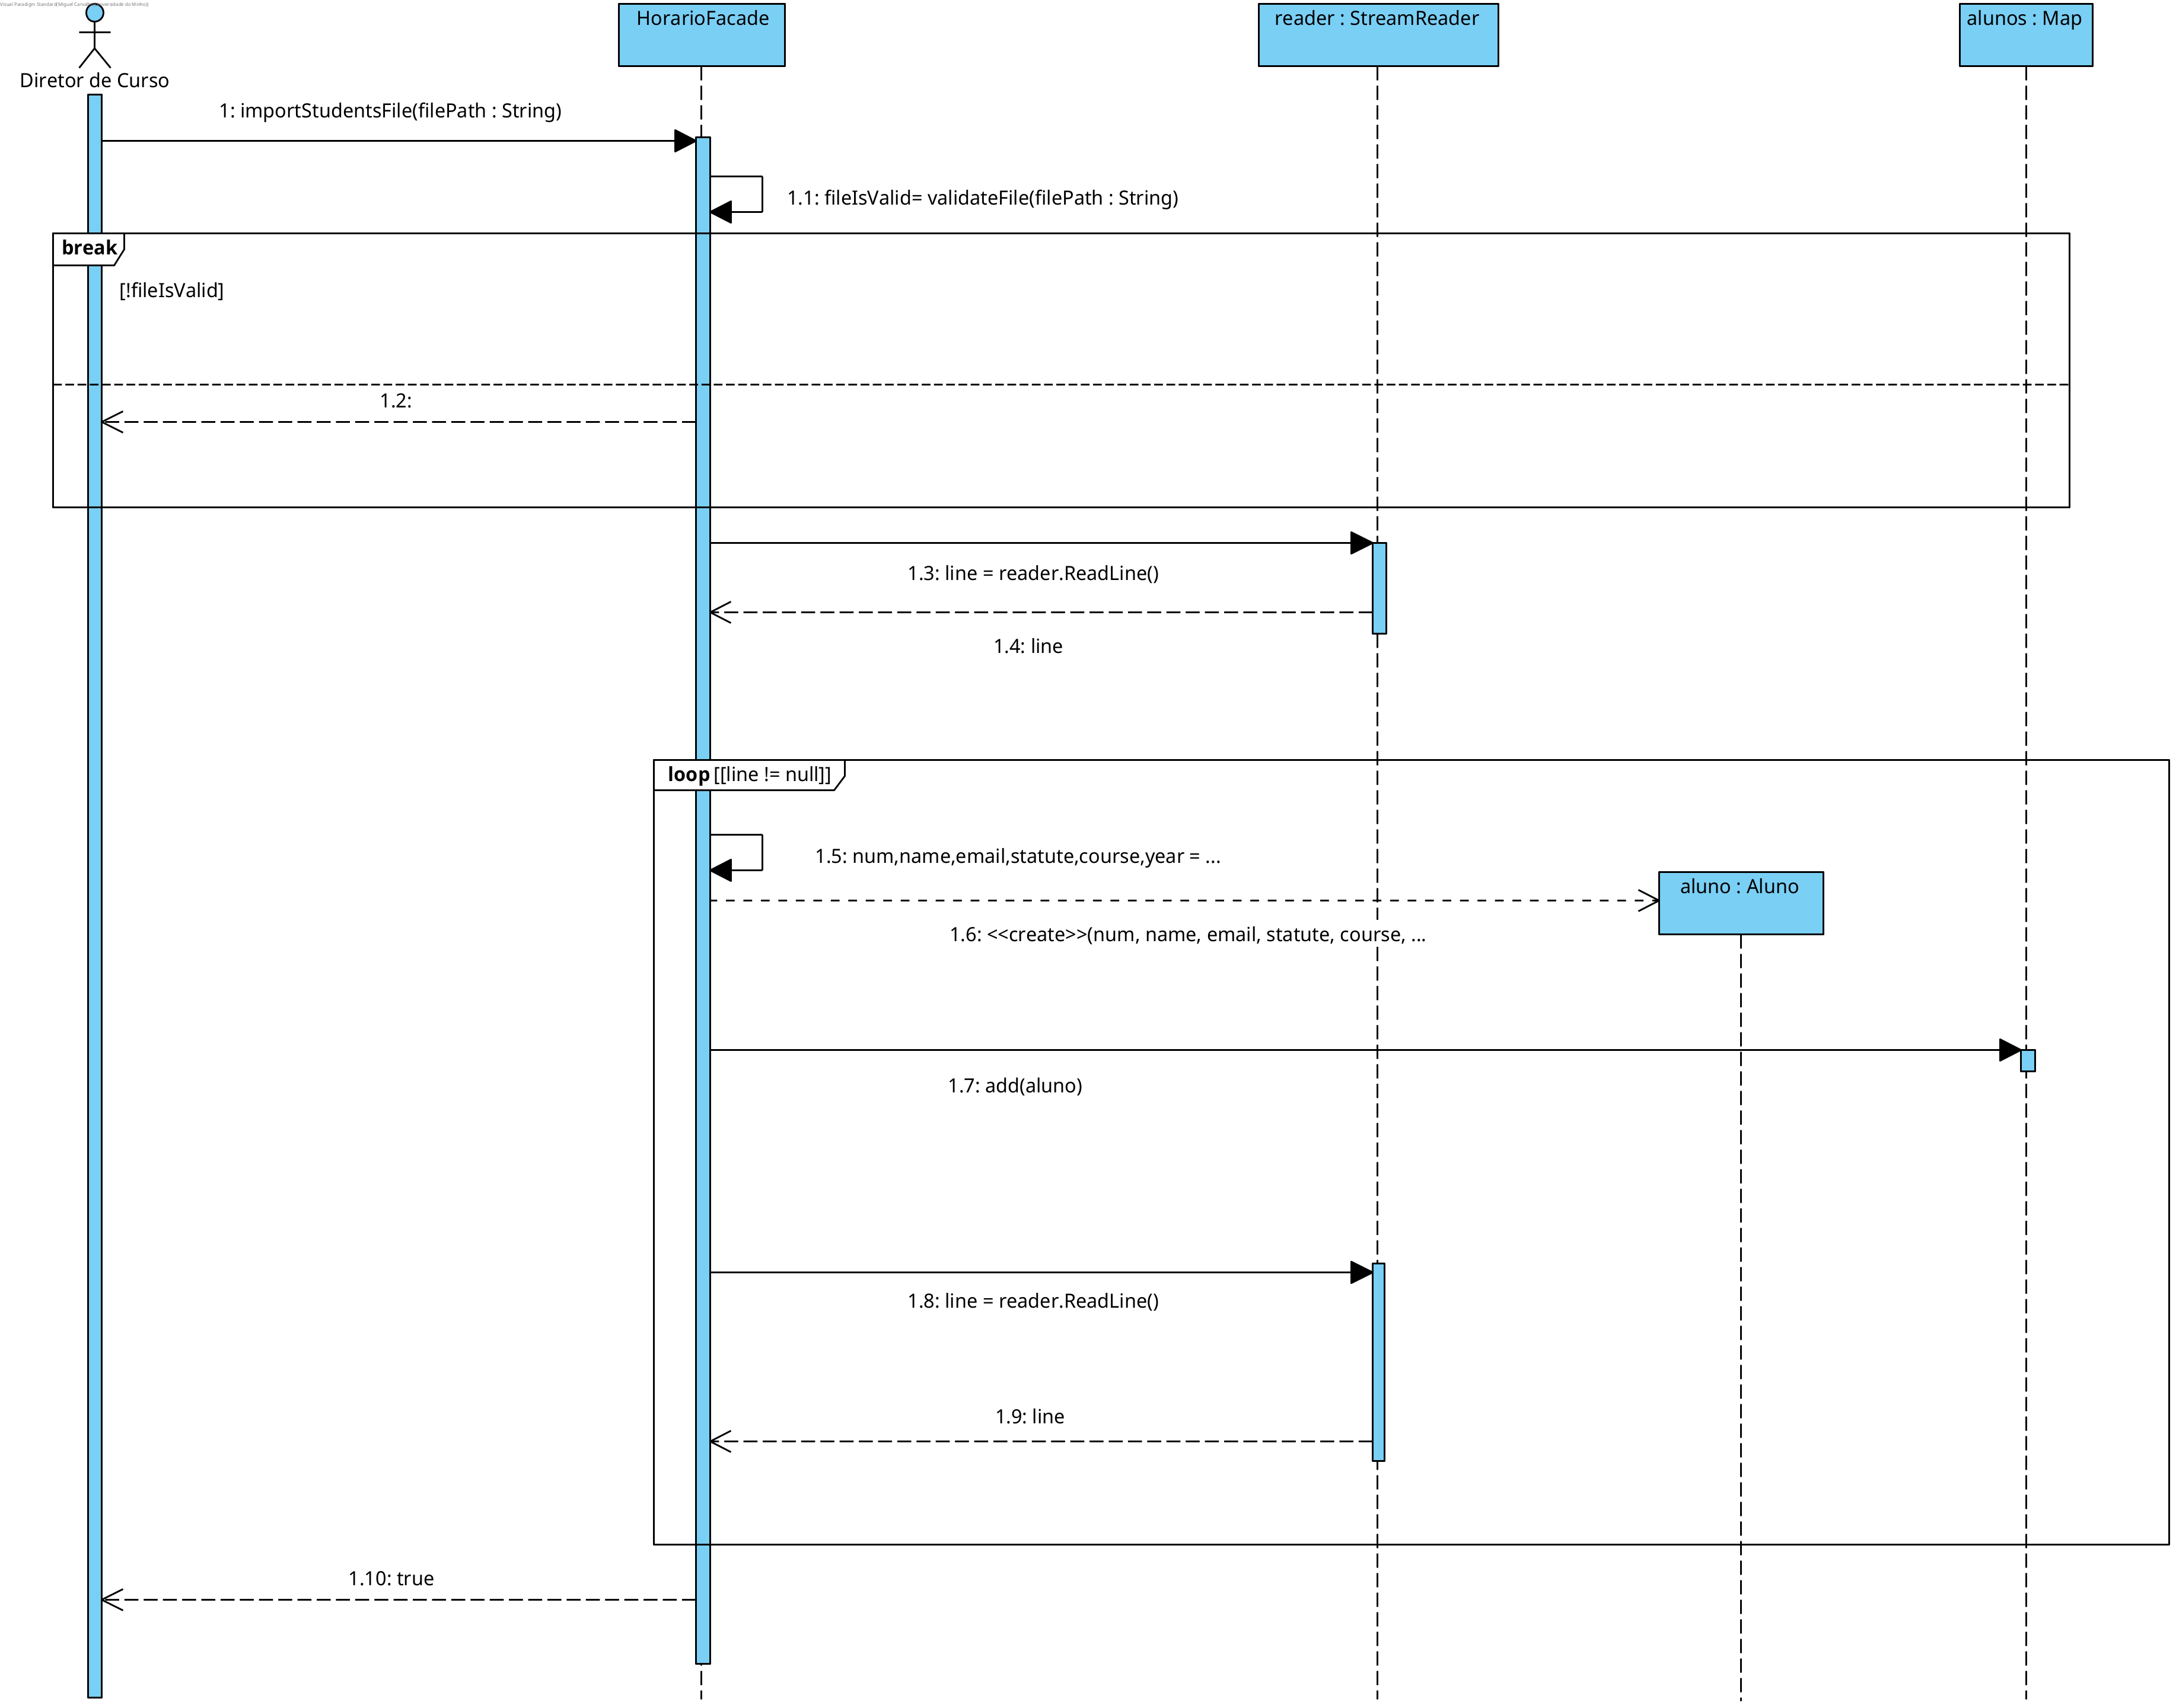 Visual Paradigm Standard(Miguel Carvalho(Universidade do Minho))
Diretor de Curso
HorarioFacade
reader : StreamReader
alunos : Map
1: importStudentsFile(filePath : String)
1.1: fileIsValid= validateFile(filePath : String)
break
[!fileIsValid]
1.2:
1.3: line = reader.ReadLine()
1.4: line
loop [[line != null]]
1.5: num,name,email,statute,course,year = ...
aluno : Aluno
1.6: <<create>>(num, name, email, statute, course, ...
1.7: add(aluno)
1.8: line = reader.ReadLine()
1.9: line
1.10: true